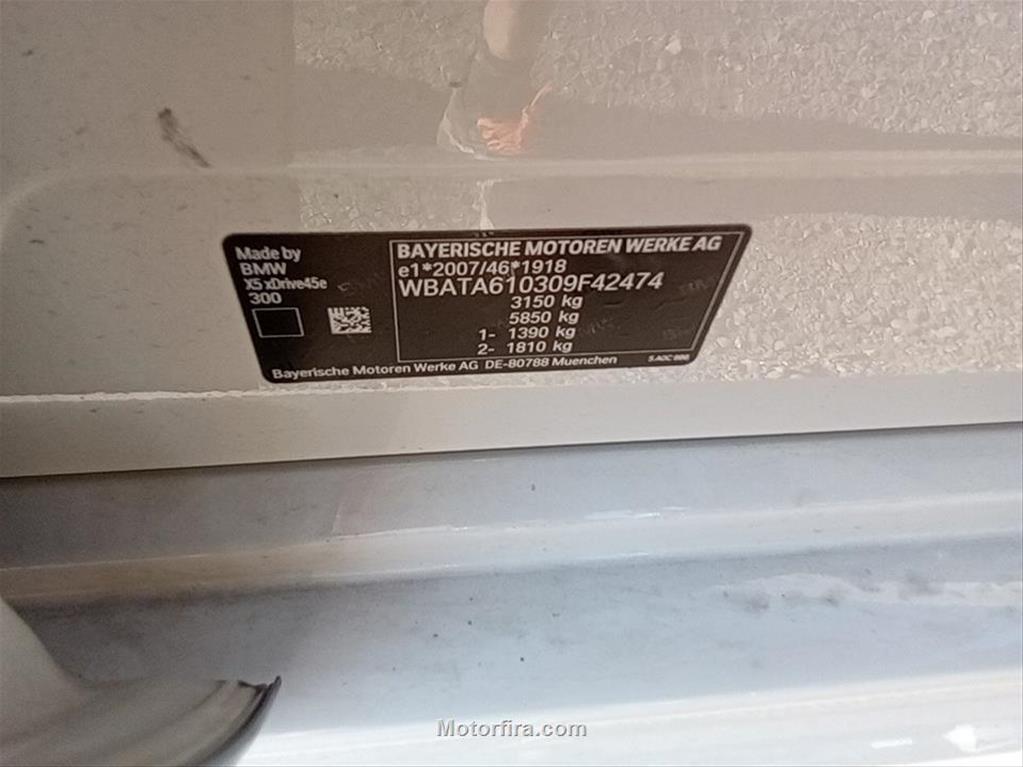 Made by
BMW
X5 xDrive45e
300
BAYERISCHE MOTOREN WERKE AG
e1*2007/46*1918
WBATA610309F42474
3150 kg
5850 kg
1- 1390 kg
2- 1810 kg
Bayerische Motoren Werke AG DE-80788 Muenchen
Motorfira.com